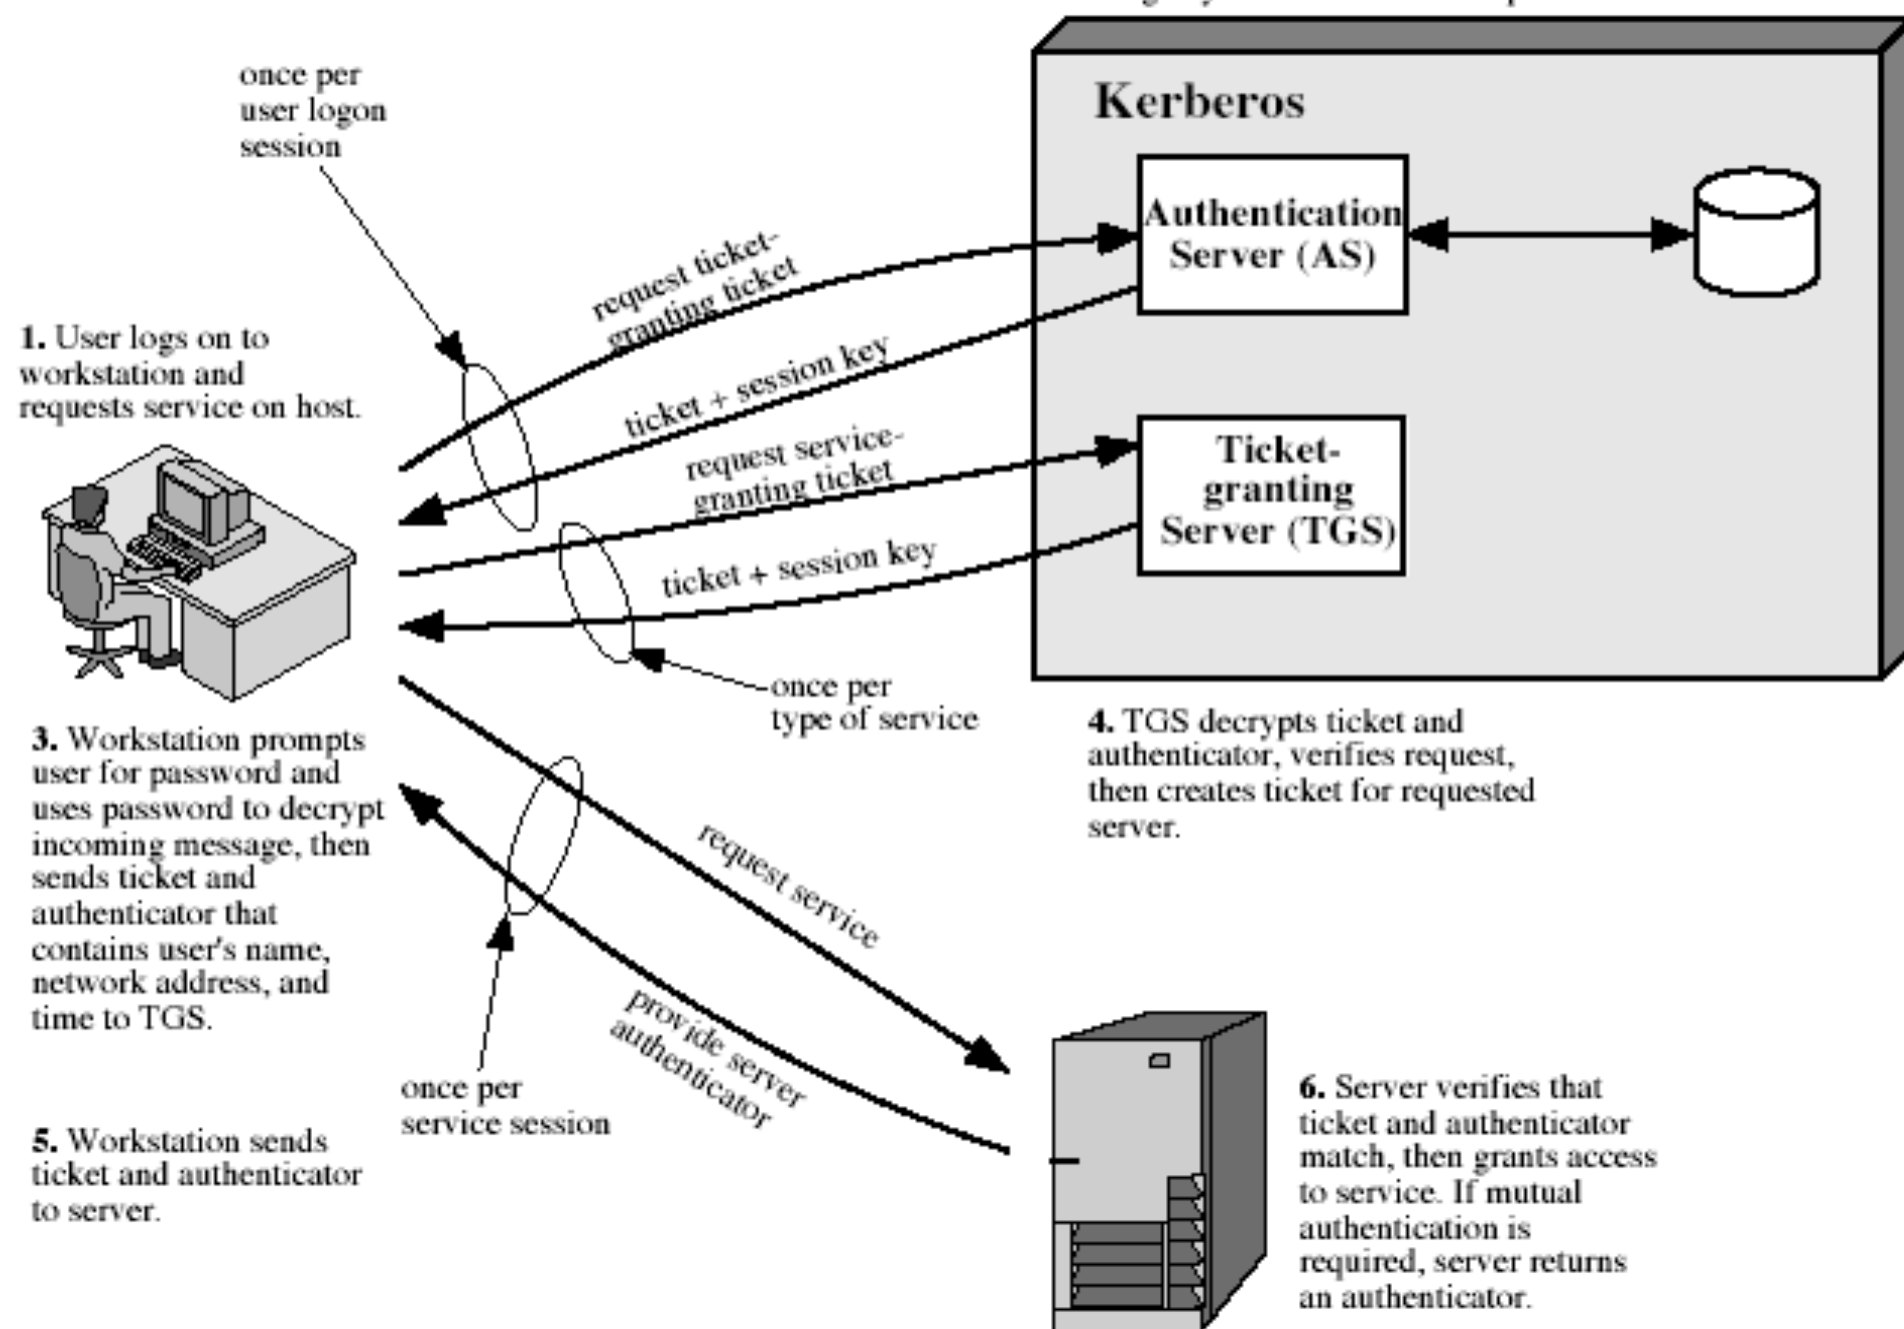 once per
user logon
session
Kerberos
Authentication
Server (AS)
request ticket-
granting ticket
1. User logs on to
workstation and
requests service on host.
ticket + session key
request service-
granting ticket
Ticket-
granting
Server (TGS)
ticket + session key
once per
type of service
3. Workstation prompts
user for password and
uses password to decrypt
incoming message, then
sends ticket and
authenticator that
contains user's name,
network address, and
time to TGS.
4. TGS decrypts ticket and
authenticator, verifies request,
then creates ticket for requested
server.
request service
provide server
authenticator
once per
service session
5. Workstation sends
ticket and authenticator
to server.
6. Server verifies that
ticket and authenticator
match, then grants access
to service. If mutual
authentication is
required, server returns
an authenticator.